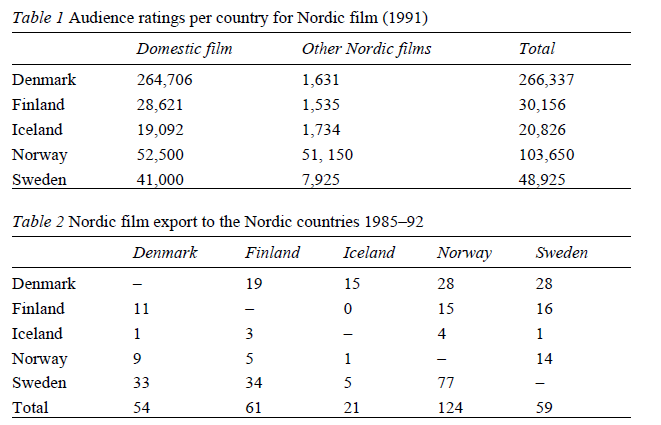 Table 1 Audience ratings per country for Nordic film (1991)
Domestic film Other Nordic films Total
Denmark 264,706 1,631 266,337
Finland 28,621 1,535 30,156
Iceland 19,092 1,734 20,826
Norway 52,500 51, 150 103,650
Sweden 41,000 7,925 48,925
Table 2 Nordic film export to the Nordic countries 1985–92
Denmark Finland Iceland Norway Sweden
Denmark – 19 15 28 28
Finland 11 – 0 15 16
Iceland 1 3 – 4 1
Norway 9 5 1 – 14
Sweden 33 34 5 77 –
Total 54 61 21 124 59